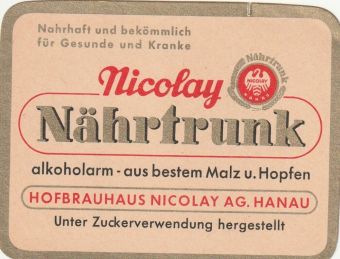 Nahrhaft und bekömmlich
für Gesunde und Kranke
Nährtrunk
Nicolay
Nährtrunk
alkoholarm - aus bestem Malz u. Hopfen
HOFBRAUHAUS NICOLAY AG. HANAU
Unter Zuckerverwendung hergestellt